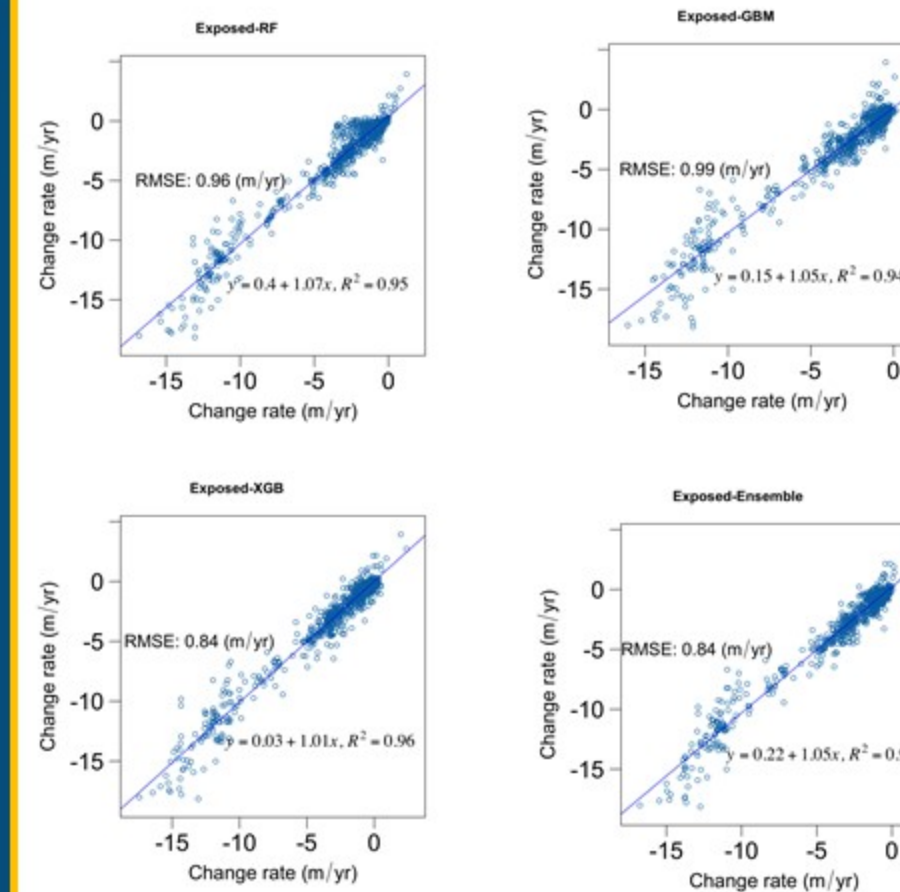 Exposed-RF
Change rate (m/yr)
0
-5
-10
-15
RMSE: 0.96 (m/yr)
y = 0.4 + 1.07x, R² = 0.95
-15 -10 -5 0
Change rate (m/yr)
Exposed-GBM
Change rate (m/yr)
0
-5
-10
-15
RMSE: 0.99 (m/yr)
y = 0.15 + 1.05x, R² = 0.94
-15 -10 -5 0
Change rate (m/yr)
Exposed-XGB
Change rate (m/yr)
0
-5
-10
-15
RMSE: 0.84 (m/yr)
y = 0.03 + 1.01x, R² = 0.96
-15 -10 -5 0
Change rate (m/yr)
Exposed-Ensemble
Change rate (m/yr)
0
-5
-10
-15
RMSE: 0.84 (m/yr)
y = 0.22 + 1.05x, R² =
-15 -10 -5 0
Change rate (m/yr)